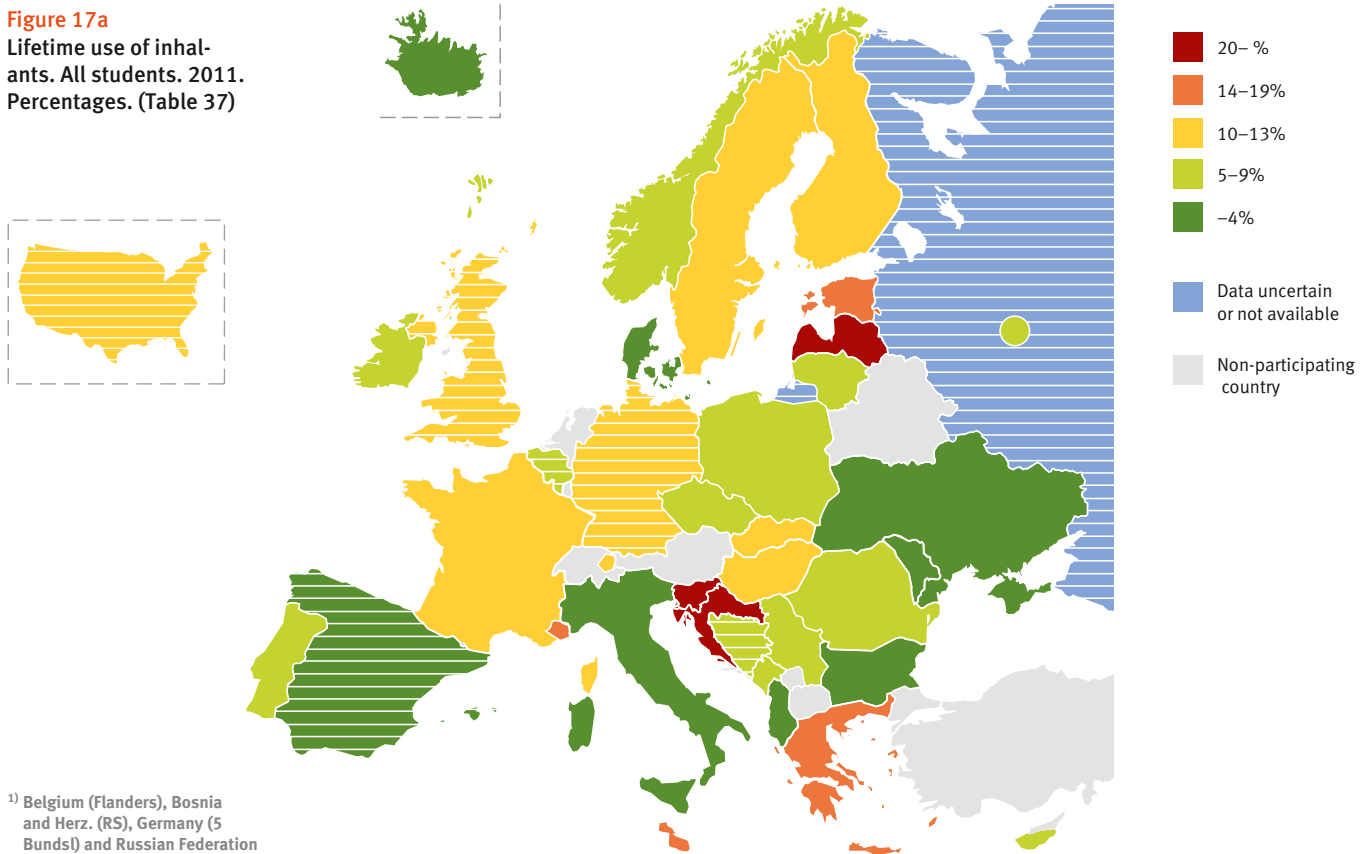 Figure 17a
Lifetime use of inhal-
ants. All students. 2011.
Percentages. (Table 37)
20– %
14–19%
10–13%
5–9%
–4%
Data uncertain
or not available
Non-participating
country
1) Belgium (Flanders), Bosnia
and Herz. (RS), Germany (5
Bundsl) and Russian Federation